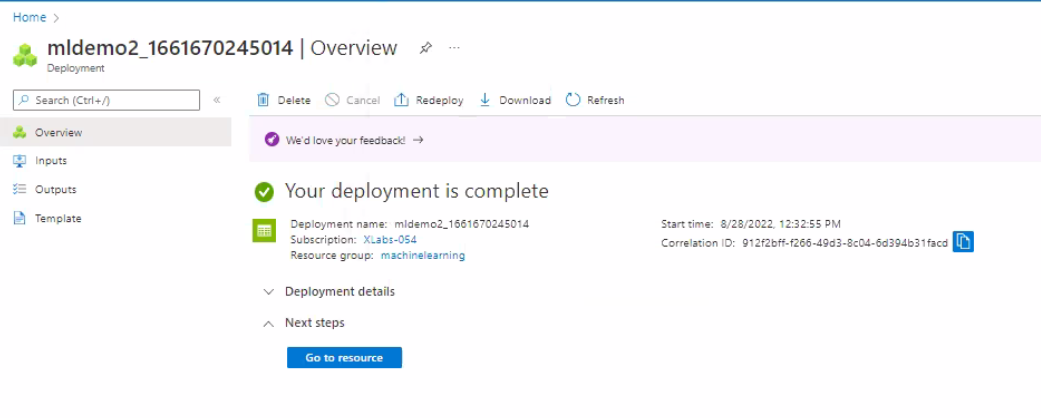 Home >
mldemo2_1661670245014 | Overview ...
Deployment
Search (Ctrl+/) «
Delete Cancel Redeploy Download Refresh
Overview
Inputs
Outputs
Template
We'd love your feedback! →
Your deployment is complete
Deployment name: mldemo2_1661670245014
Subscription: XLabs-054
Resource group: machinelearning
Start time: 8/28/2022, 12:32:55 PM
Correlation ID: 912f2bff-f266-49d3-8c04-6d394b31facd
Deployment details
Next steps
Go to resource